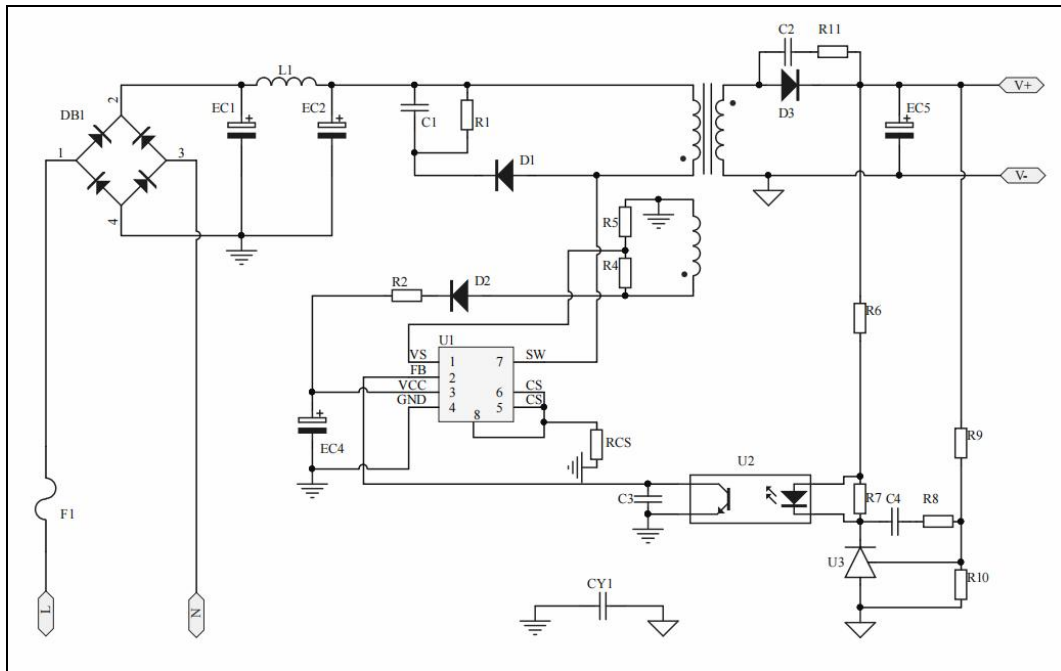 C2
R11
L1
2
DB1
EC1
+
EC2
+
C1
R1
D3
EC5
+
V+
1
3
D1
V-
4
R5
R4
R2
D2
R6
U1
VS
1
7
SW
FB
2
VCC
3
6
CS
GND
4
5
CS
8
+
EC4
RCS
R9
U2
F1
C3
R7
C4
R8
U3
R10
CY1
L
N